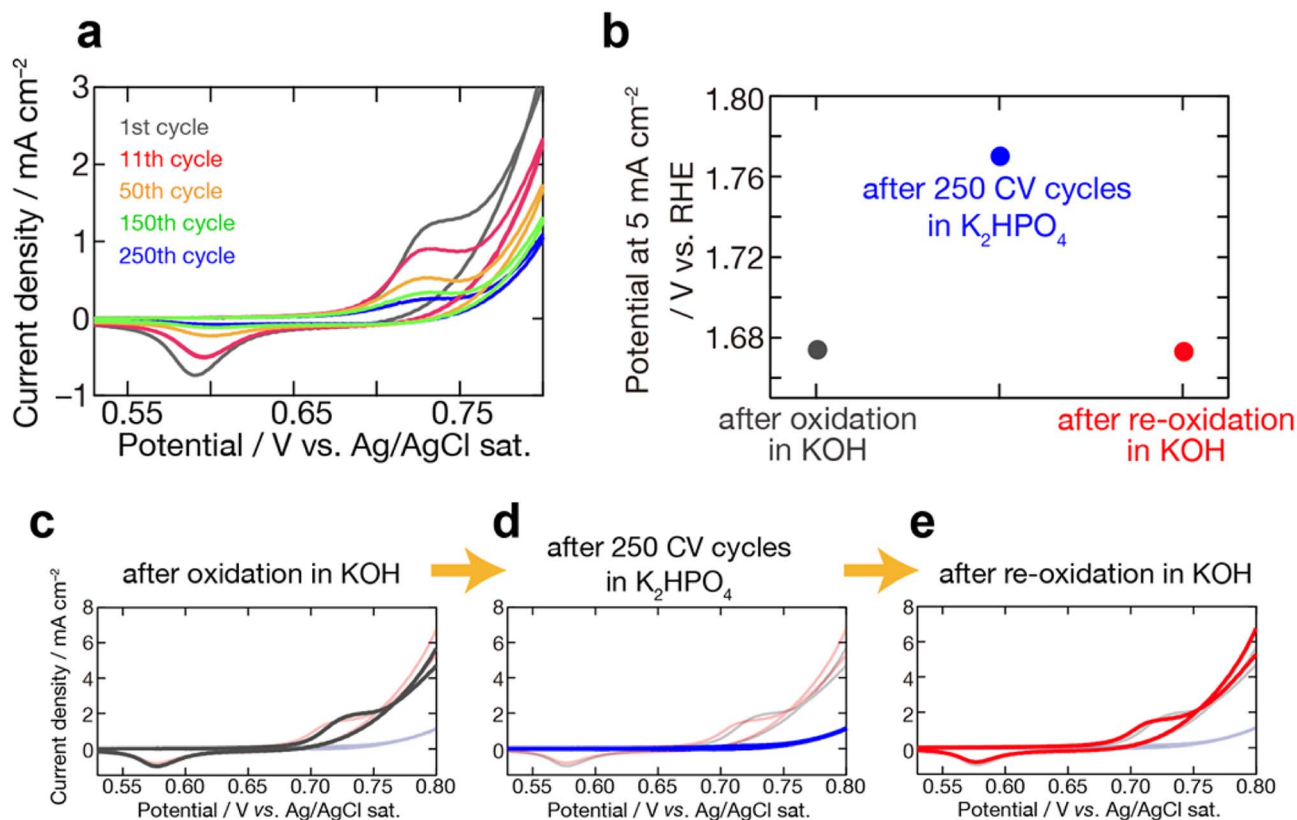 a
Current density / mA cm⁻²
3
2
1
0
−1
1st cycle
11th cycle
50th cycle
150th cycle
250th cycle
0.55 0.65 0.75
Potential / V vs. Ag/AgCl sat.
b
Potential at 5 mA cm⁻²
/ V vs. RHE
1.80
1.76
1.72
1.68
after 250 CV cycles
in K₂HPO₄
after oxidation
in KOH
after re-oxidation
in KOH
c
after oxidation in KOH
Current density / mA cm⁻²
8
6
4
2
0
0.55 0.60 0.65 0.70 0.75 0.80
Potential / V vs. Ag/AgCl sat.
d
after 250 CV cycles
in K₂HPO₄
8
6
4
2
0
0.55 0.60 0.65 0.70 0.75 0.80
Potential / V vs. Ag/AgCl sat.
e
after re-oxidation in KOH
8
6
4
2
0
0.55 0.60 0.65 0.70 0.75 0.80
Potential / V vs. Ag/AgCl sat.